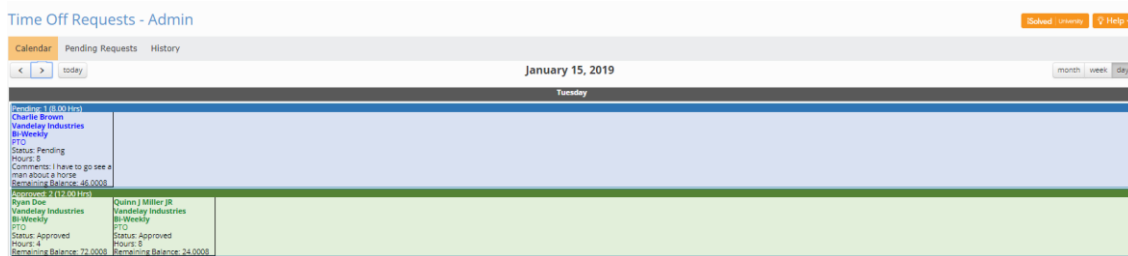 Time Off Requests - Admin
iSolved University
Help
Calendar Pending Requests History
< > today
January 15, 2019
month week day
Tuesday
Pending: 1 (8.00 Hrs)
Charlie Brown
Vandelay Industries
Bi-Weekly
PTO
Status: Pending
Hours: 8
Comments: I have to go see a
man about a horse
Remaining Balance: 46.0008
Approved: 2 (12.00 Hrs)
Ryan Doe
Vandelay Industries
Bi-Weekly
PTO
Status: Approved
Hours: 4
Remaining Balance: 72.0008
Quinn J Miller JR
Vandelay Industries
Bi-Weekly
PTO
Status: Approved
Hours: 8
Remaining Balance: 24.0008